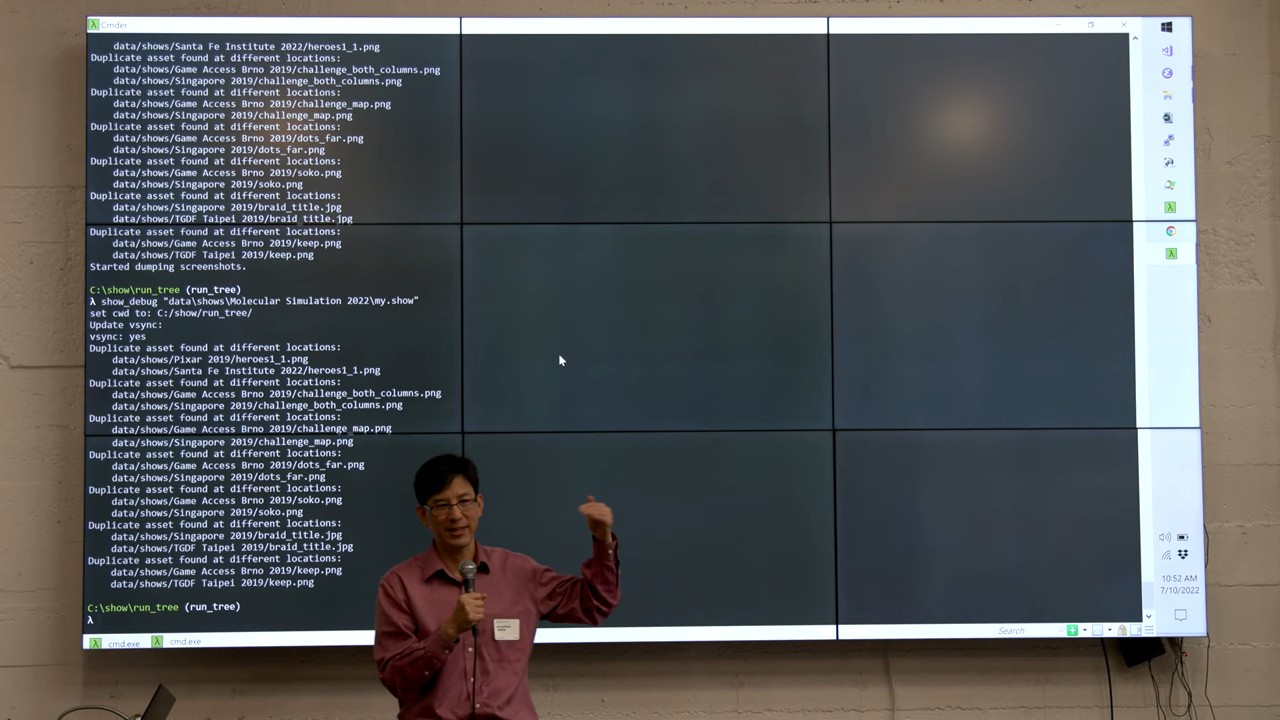 λ Cmder
data/shows/Santa Fe Institute 2022/heroes1_1.png
Duplicate asset found at different locations:
data/shows/Game Access Brno 2019/challenge_both_columns.png
data/shows/Singapore 2019/challenge_both_columns.png
Duplicate asset found at different locations:
data/shows/Game Access Brno 2019/challenge_map.png
data/shows/Singapore 2019/challenge_map.png
Duplicate asset found at different locations:
data/shows/Game Access Brno 2019/dots_far.png
data/shows/Singapore 2019/dots_far.png
Duplicate asset found at different locations:
data/shows/Game Access Brno 2019/soko.png
data/shows/Singapore 2019/soko.png
Duplicate asset found at different locations:
data/shows/Singapore 2019/braid_title.jpg
data/shows/TGDF Taipei 2019/braid_title.jpg
Duplicate asset found at different locations:
data/shows/Game Access Brno 2019/keep.png
data/shows/TGDF Taipei 2019/keep.png
Started dumping screenshots.
C:\show\run_tree (run_tree)
λ show_debug "data\shows\Molecular Simulation 2022\my.show"
set cwd to: C:/show/run_tree/
Update vsync:
vsync: yes
Duplicate asset found at different locations:
data/shows/Pixar 2019/heroes1_1.png
data/shows/Santa Fe Institute 2022/heroes1_1.png
Duplicate asset found at different locations:
data/shows/Game Access Brno 2019/challenge_both_columns.png
data/shows/Singapore 2019/challenge_both_columns.png
Duplicate asset found at different locations:
data/shows/Game Access Brno 2019/challenge_map.png
data/shows/Singapore 2019/challenge_map.png
Duplicate asset found at different locations:
data/shows/Game Access Brno 2019/dots_far.png
data/shows/Singapore 2019/dots_far.png
Duplicate asset found at different locations:
data/shows/Game Access Brno 2019/soko.png
data/shows/Singapore 2019/soko.png
Duplicate asset found at different locations:
data/shows/Singapore 2019/braid_title.jpg
data/shows/TGDF Taipei 2019/braid_title.jpg
Duplicate asset found at different locations:
data/shows/Game Access Brno 2019/keep.png
data/shows/TGDF Taipei 2019/keep.png
C:\show\run_tree (run_tree)
λ
λ cmd.exe λ cmd.exe
Search
10:52 AM
7/10/2022